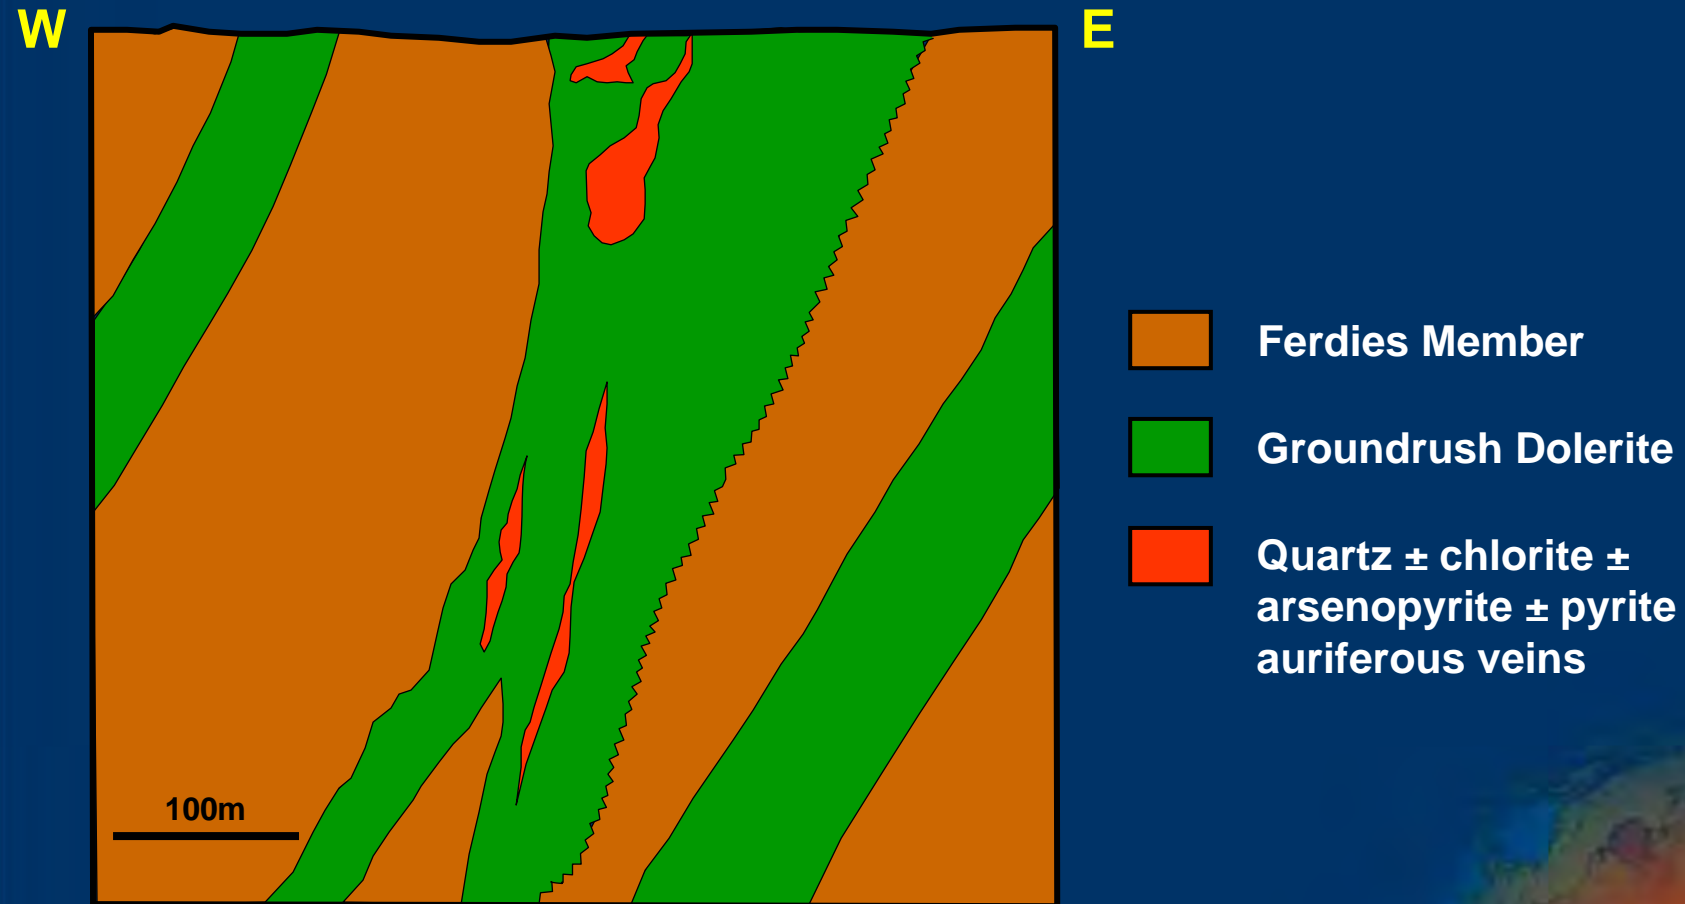 W
E
Ferdies Member
Groundrush Dolerite
Quartz ± chlorite ±
arsenopyrite ± pyrite
auriferous veins
100m